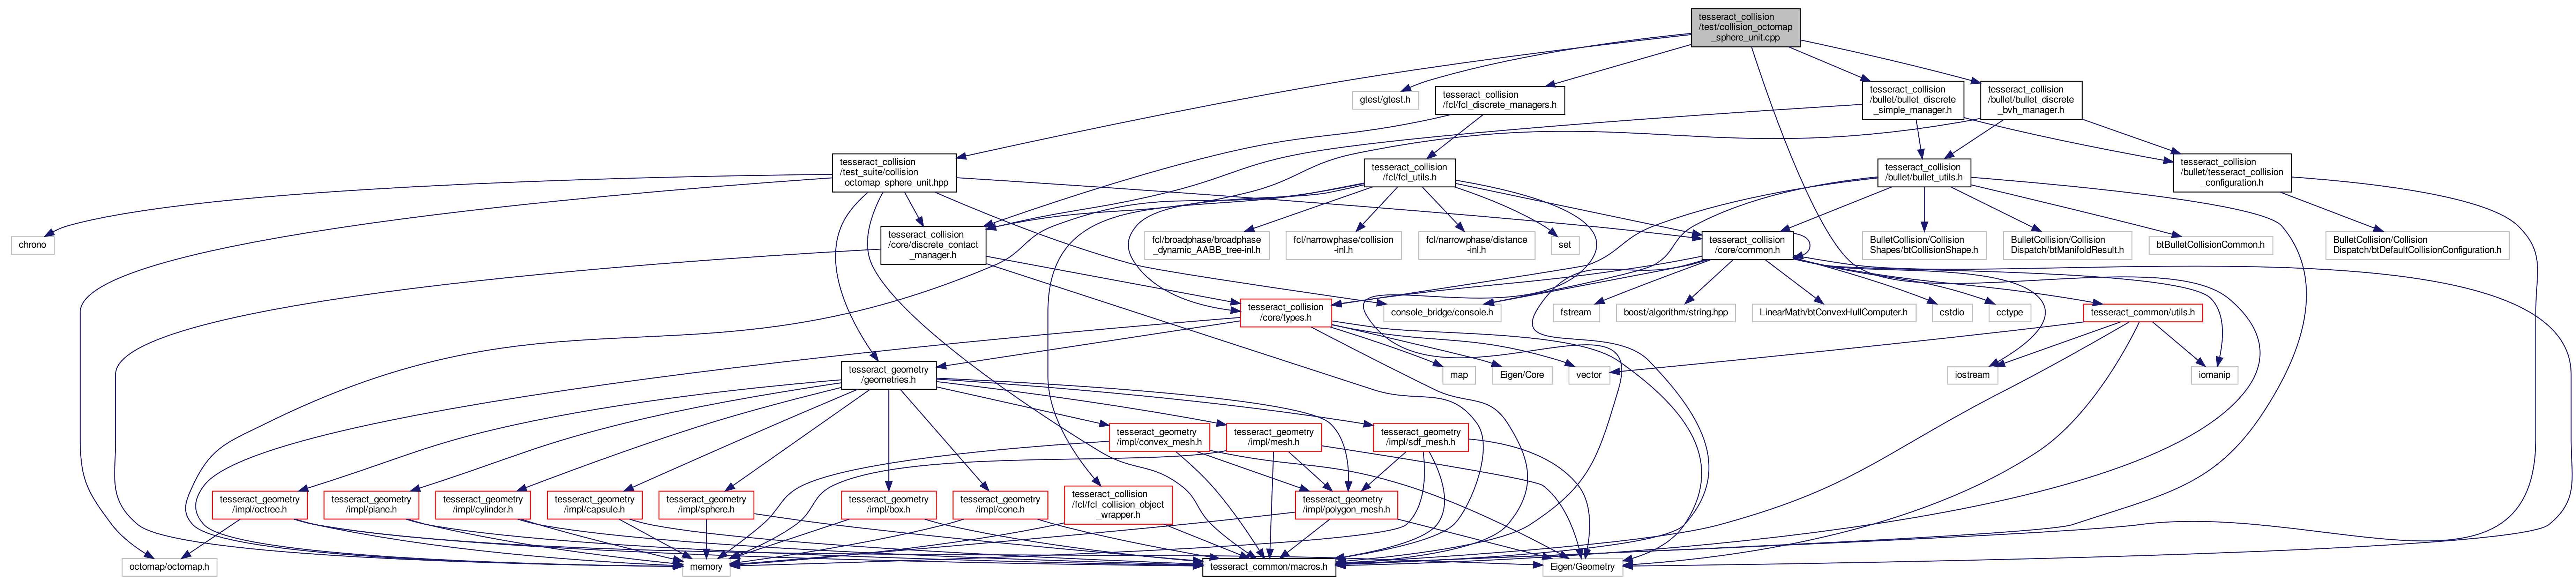 tesseract_collision
/test/collision_octomap
_sphere_unit.cpp
gtest/gtest.h
tesseract_collision
/fcl/fcl_discrete_managers.h
tesseract_collision
/bullet/bullet_discrete
_simple_manager.h
tesseract_collision
/bullet/bullet_discrete
_bvh_manager.h
tesseract_collision
/test_suite/collision
_octomap_sphere_unit.hpp
tesseract_collision
/fcl/fcl_utils.h
tesseract_collision
/bullet/bullet_utils.h
tesseract_collision
/bullet/tesseract_collision
_configuration.h
chrono
tesseract_collision
/core/discrete_contact
_manager.h
fcl/broadphase/broadphase
_dynamic_AABB_tree-inl.h
fcl/narrowphase/collision
-inl.h
fcl/narrowphase/distance
-inl.h
set
tesseract_collision
/core/common.h
BulletCollision/Collision
Shapes/btCollisionShape.h
BulletCollision/Collision
Dispatch/btManifoldResult.h
btBulletCollisionCommon.h
BulletCollision/Collision
Dispatch/btDefaultCollisionConfiguration.h
tesseract_collision
/core/types.h
console_bridge/console.h
fstream
boost/algorithm/string.hpp
LinearMath/btConvexHullComputer.h
cstdio
cctype
tesseract_common/utils.h
tesseract_geometry
/geometries.h
map
Eigen/Core
vector
iostream
iomanip
tesseract_geometry
/impl/convex_mesh.h
tesseract_geometry
/impl/mesh.h
tesseract_geometry
/impl/sdf_mesh.h
tesseract_geometry
/impl/octree.h
tesseract_geometry
/impl/plane.h
tesseract_geometry
/impl/cylinder.h
tesseract_geometry
/impl/capsule.h
tesseract_geometry
/impl/sphere.h
tesseract_geometry
/impl/box.h
tesseract_geometry
/impl/cone.h
tesseract_collision
/fcl/fcl_collision_object
_wrapper.h
tesseract_geometry
/impl/polygon_mesh.h
octomap/octomap.h
memory
tesseract_common/macros.h
Eigen/Geometry